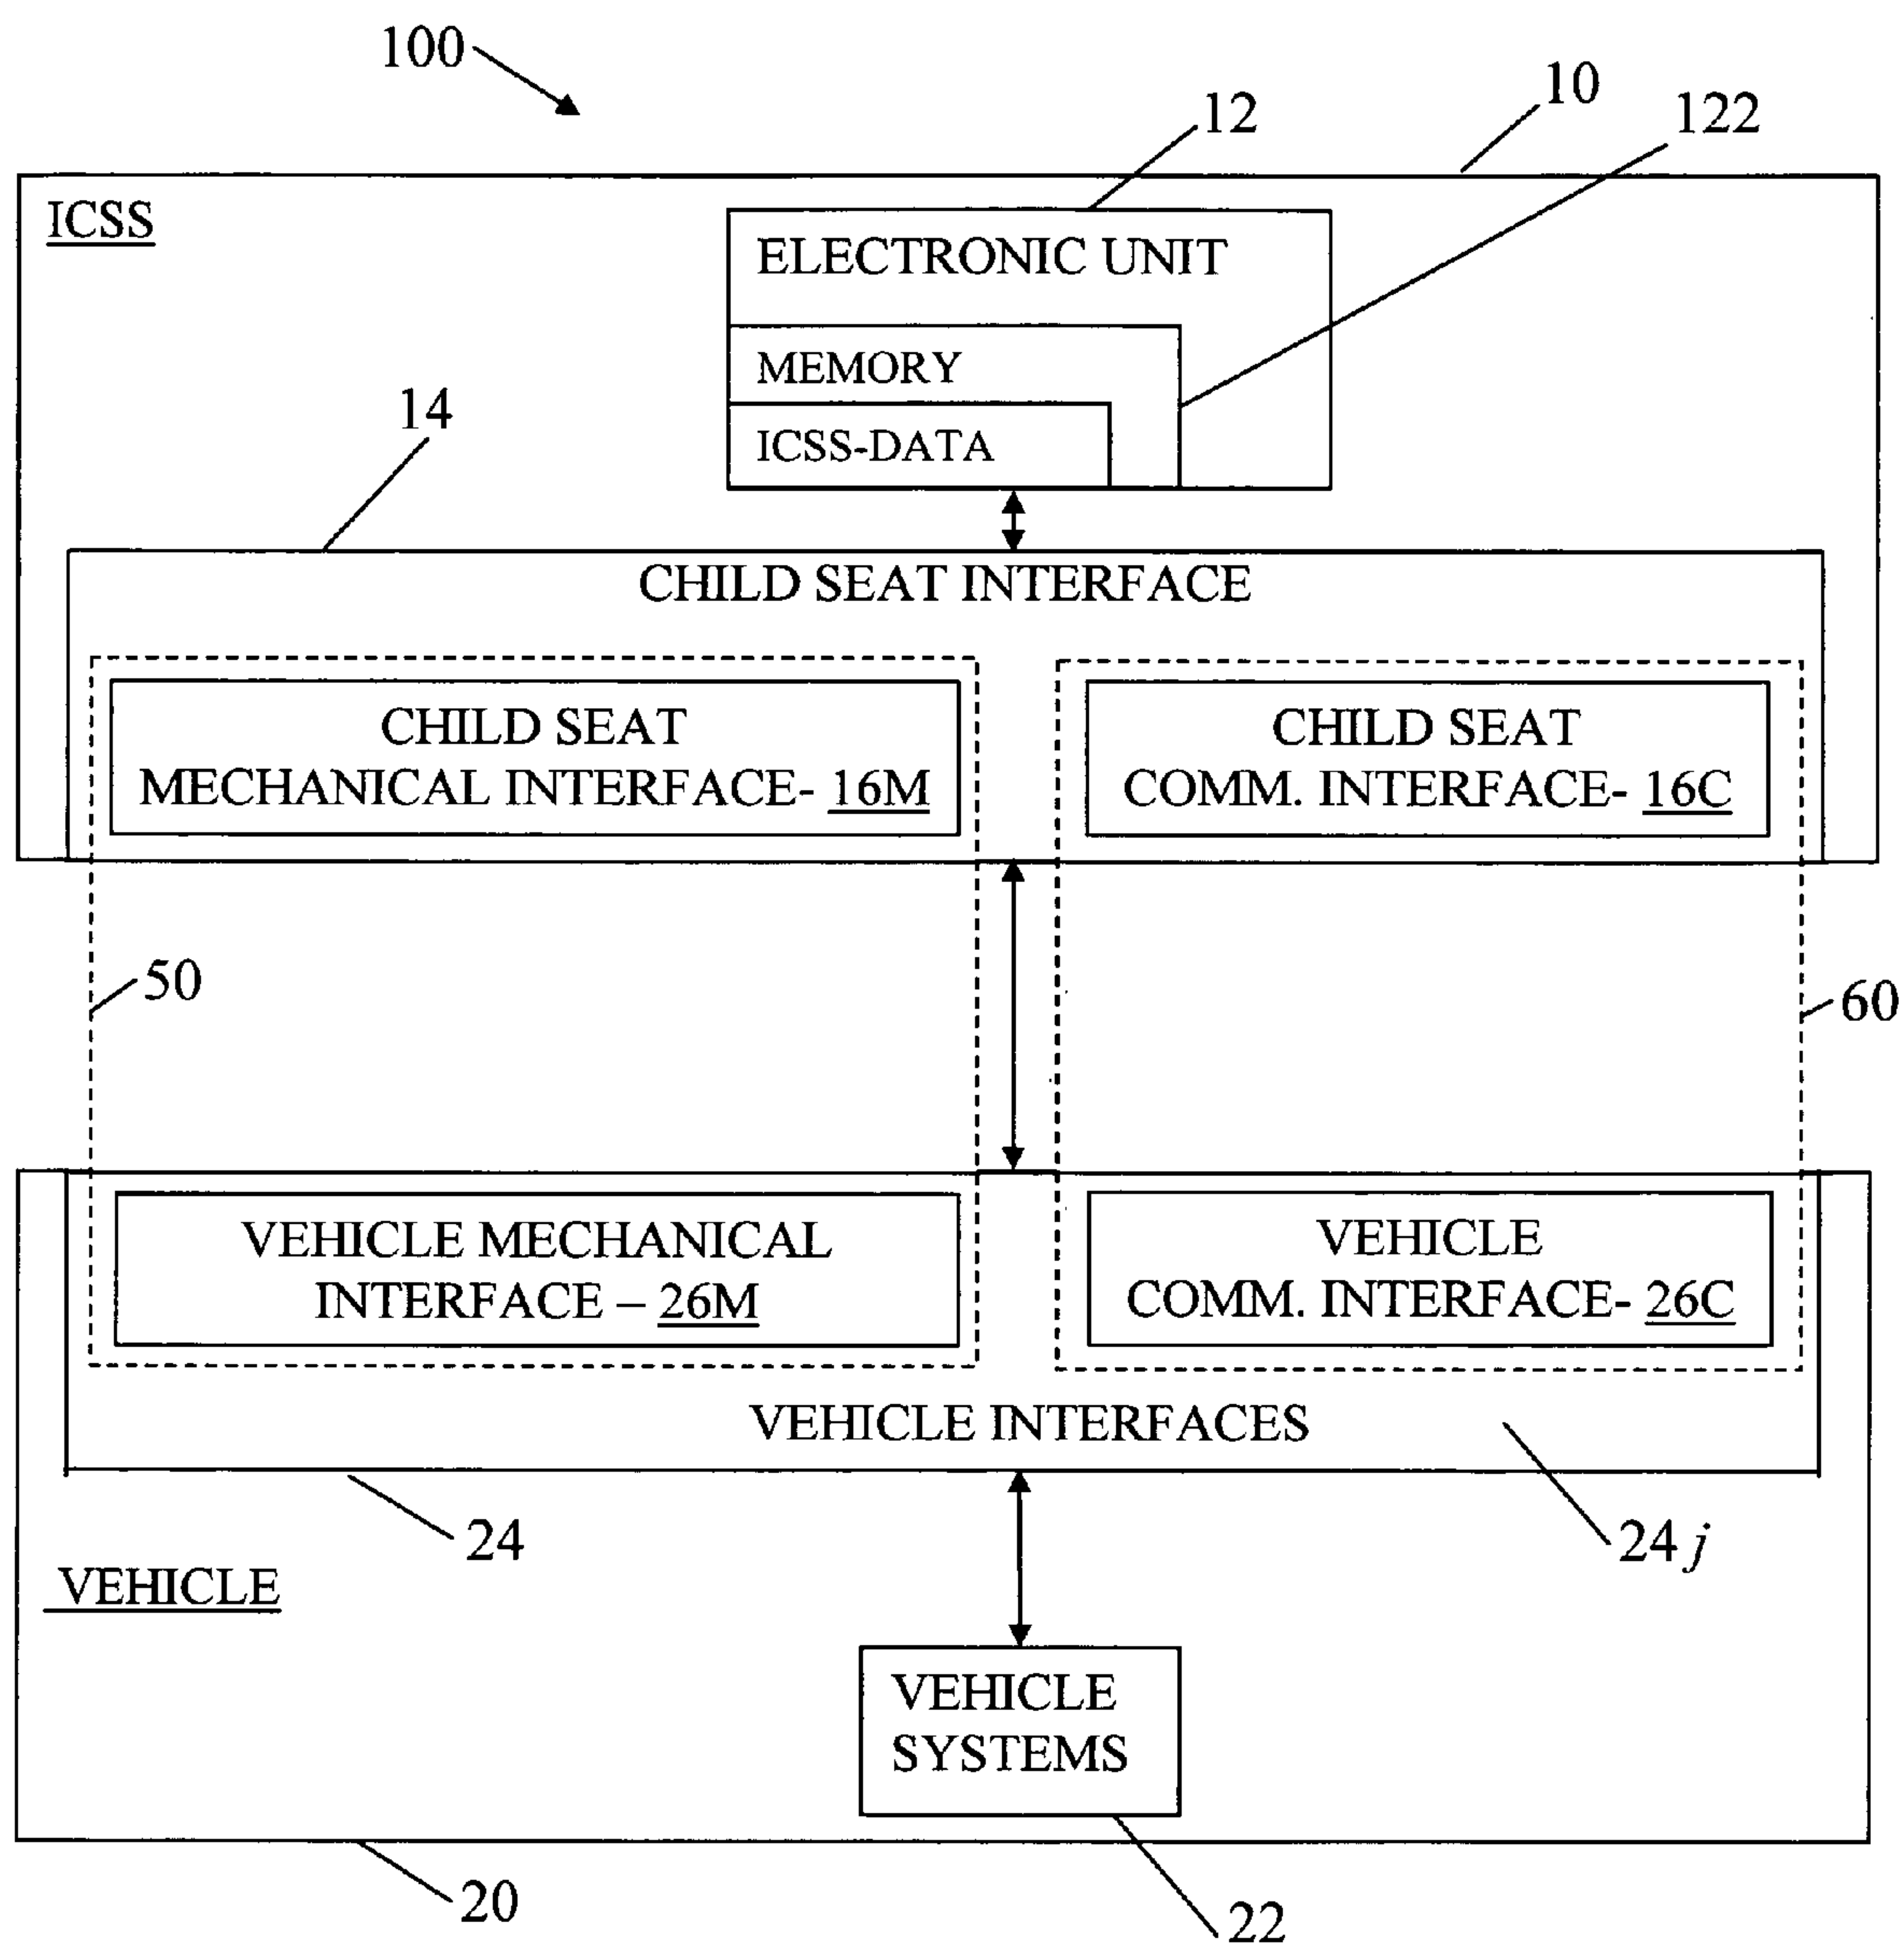 100
10
12
122
ICSS
ELECTRONIC UNIT
MEMORY
14
ICSS-DATA
CHILD SEAT INTERFACE
CHILD SEAT
MECHANICAL INTERFACE- 16M
CHILD SEAT
COMM. INTERFACE- 16C
50
60
VEHICLE MECHANICAL
INTERFACE – 26M
VEHICLE
COMM. INTERFACE- 26C
VEHICLE INTERFACES
24
24j
VEHICLE
VEHICLE
SYSTEMS
20
22